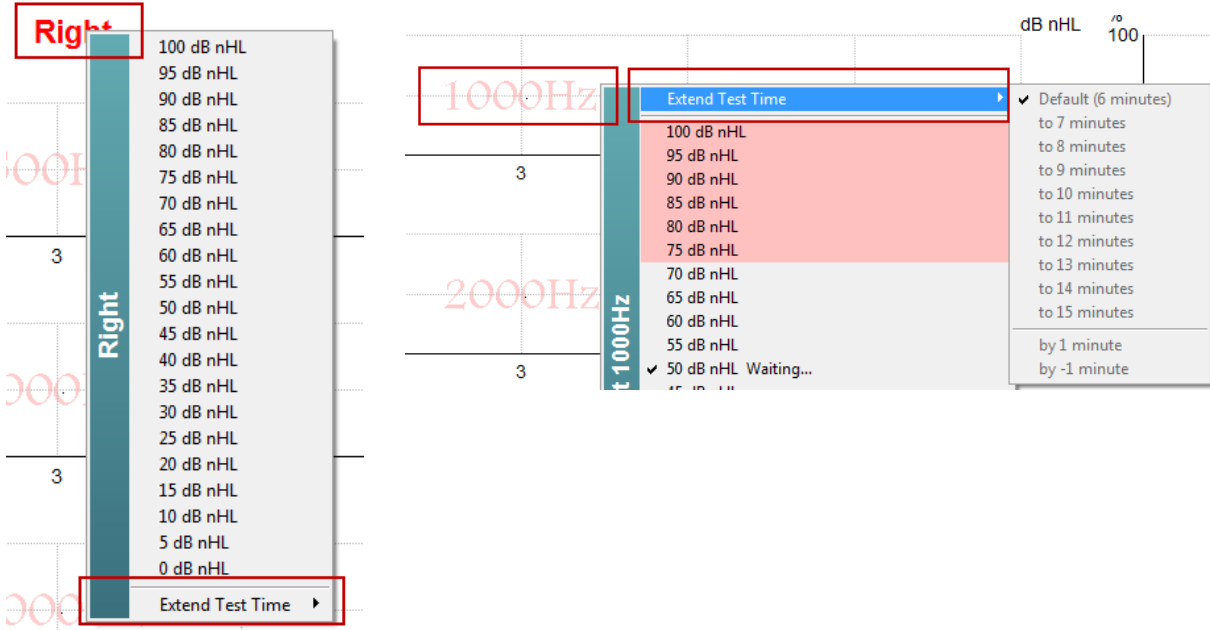 Right
100 dB nHL
95 dB nHL
90 dB nHL
85 dB nHL
80 dB nHL
75 dB nHL
70 dB nHL
65 dB nHL
60 dB nHL
55 dB nHL
50 dB nHL
45 dB nHL
40 dB nHL
35 dB nHL
30 dB nHL
25 dB nHL
20 dB nHL
15 dB nHL
10 dB nHL
5 dB nHL
0 dB nHL
Extend Test Time
Right
3
3
dB nHL
%
100
1000Hz
3
2000Hz
3
Extend Test Time
100 dB nHL
95 dB nHL
90 dB nHL
85 dB nHL
80 dB nHL
75 dB nHL
70 dB nHL
65 dB nHL
60 dB nHL
55 dB nHL
50 dB nHL Waiting...
1000Hz
Default (6 minutes)
to 7 minutes
to 8 minutes
to 9 minutes
to 10 minutes
to 11 minutes
to 12 minutes
to 13 minutes
to 14 minutes
to 15 minutes
by 1 minute
by -1 minute